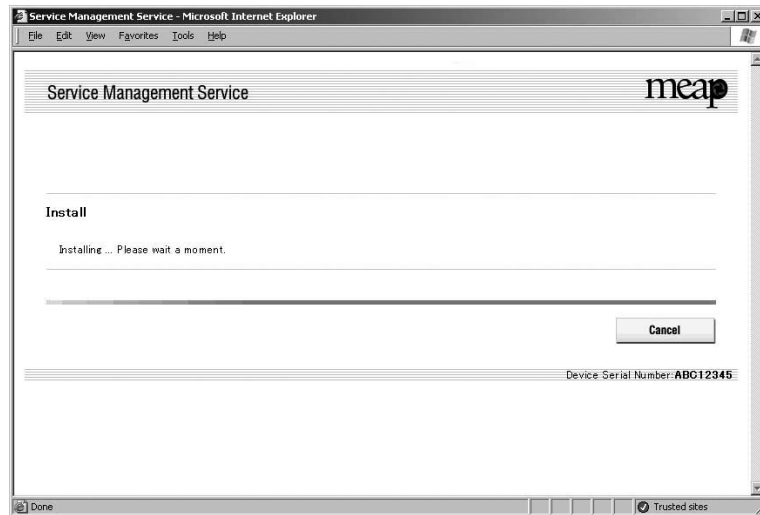 Service Management Service - Microsoft Internet Explorer
File Edit View Favorites Tools Help
Service Management Service
meap
Install
Installing ... Please wait a moment.
Cancel
Device Serial Number:ABC12345
Done
Trusted sites